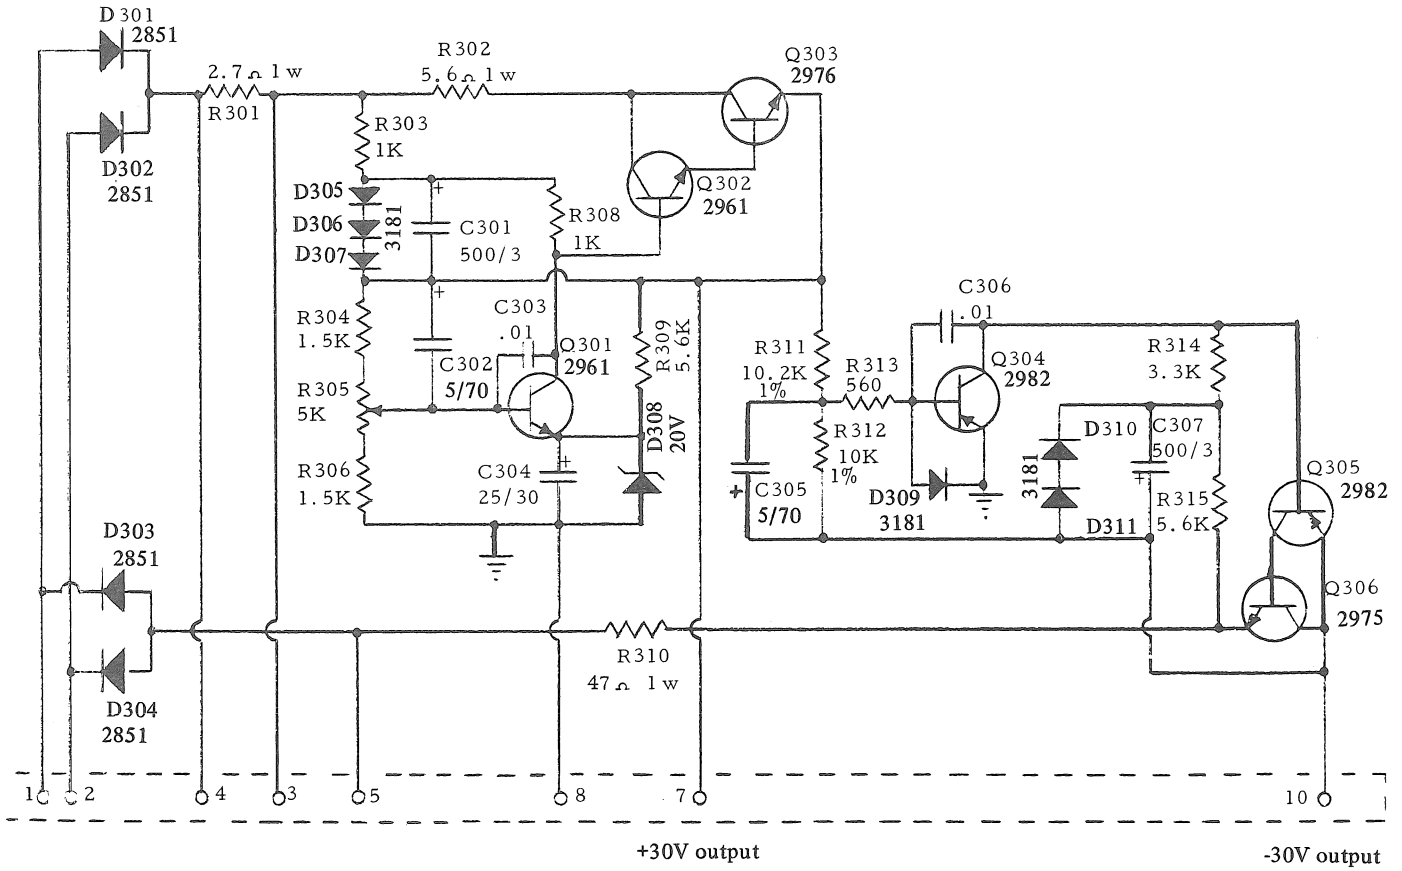 D301
2851
2.7Ω 1w
R301
R302
5.6Ω 1w
Q303
2976
D302
2851
R303
1K
D305
D306
D307
3181
+
C301
500/3
R308
1K
Q302
2961
+
R304
1.5K
C303
.01
Q301
2961
C302
5/70
R305
5K
R309
5.6K
D308
20V
R306
1.5K
C304
25/30
+
R311
10.2K
1%
R313
560
R312
10K
1%
+
C305
5/70
C306
.01
Q304
2982
D309
3181
R314
3.3K
D310
3181
D311
C307
500/3
+
R315
5.6K
Q305
2982
Q306
2975
D303
2851
D304
2851
R310
47Ω 1w
1
2
4
3
5
8
7
10
+30V output
-30V output